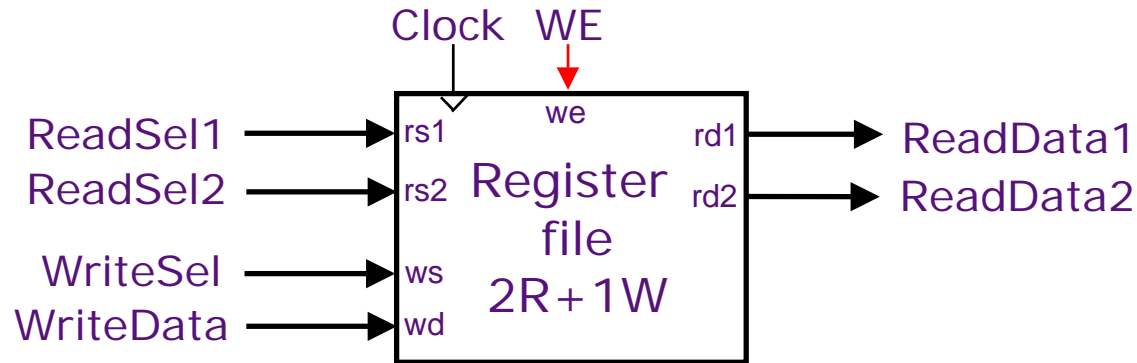 Clock WE
we
ReadSel1 rs1 rd1 ReadData1
ReadSel2 rs2 Register rd2 ReadData2
file
WriteSel ws 2R+1W
WriteData wd